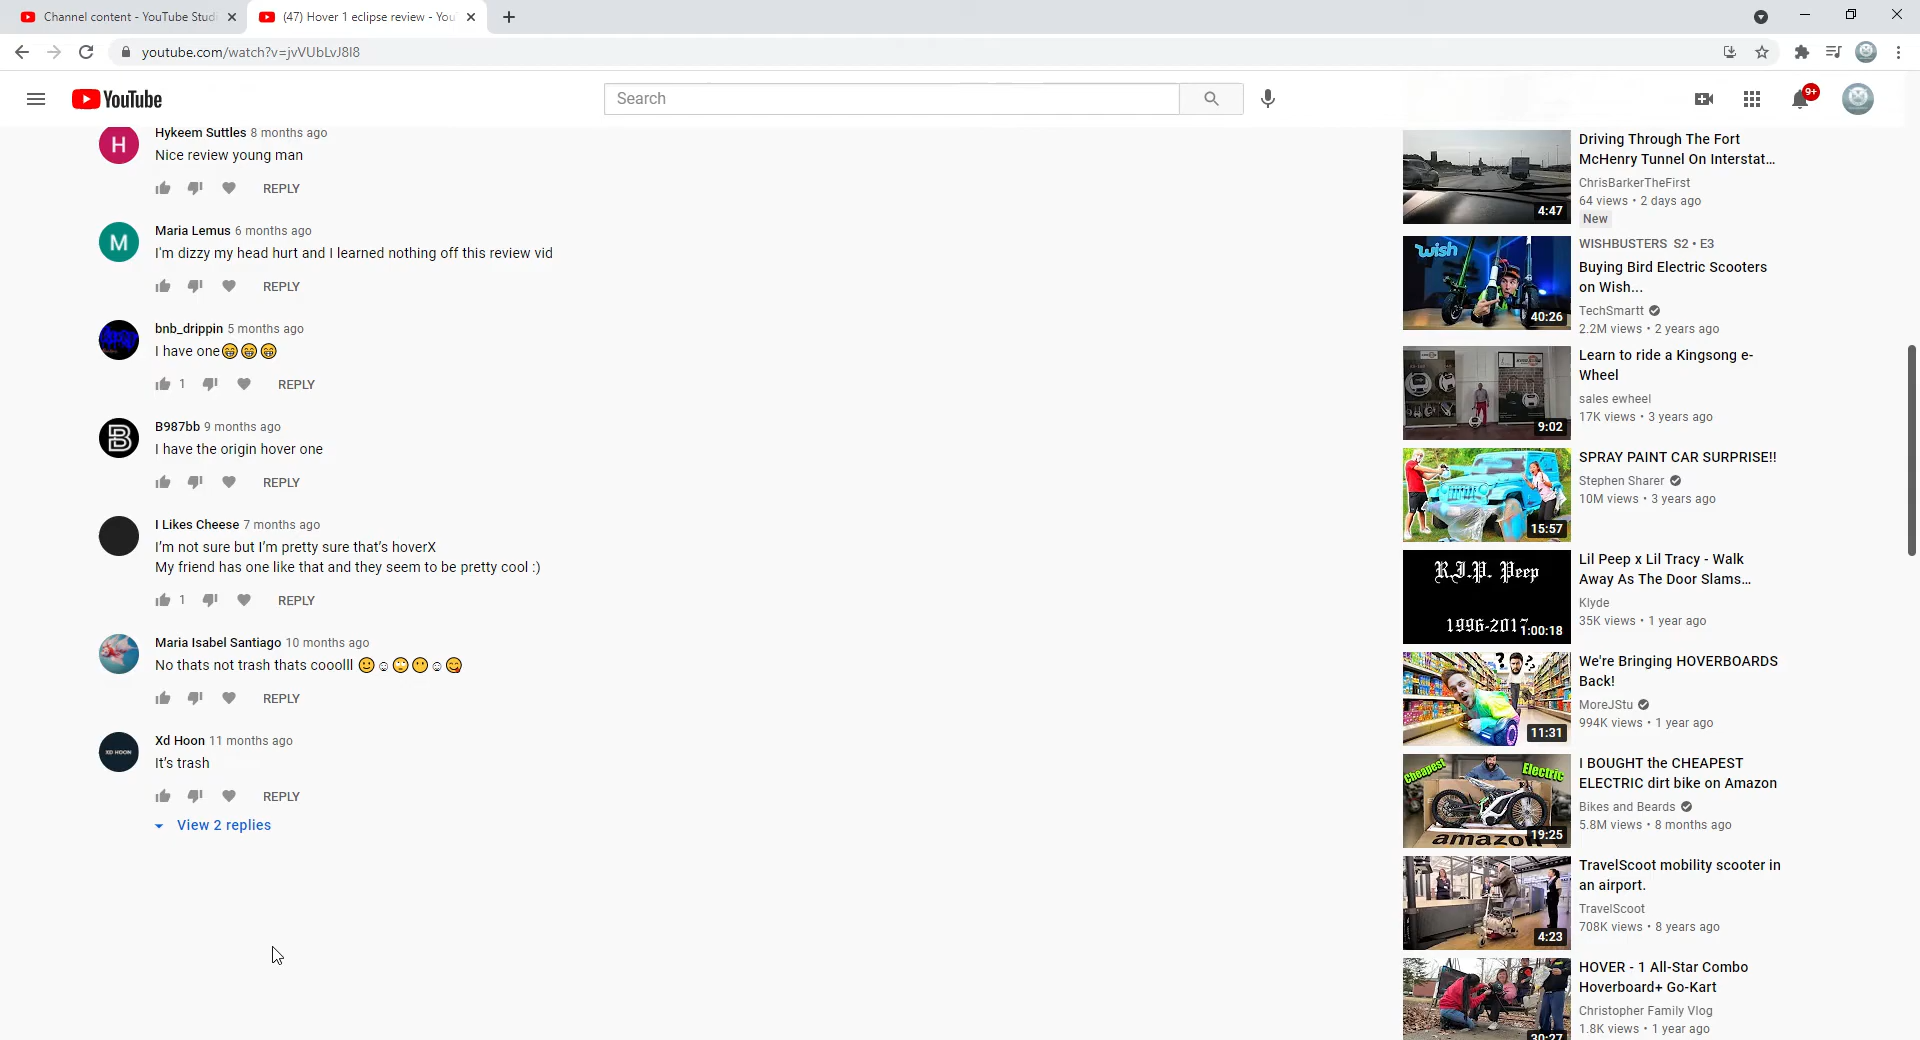 Channel content - YouTube Studi
(47) Hover 1 eclipse review - You
youtube.com/watch?v=jvVUbLvJ8I8
YouTube
Search
9+
H
Hykeem Suttles 8 months ago
Nice review young man
REPLY
M
Maria Lemus 6 months ago
I'm dizzy my head hurt and I learned nothing off this review vid
REPLY
bnb_drippin 5 months ago
I have one😁😁😁
1 REPLY
B
B987bb 9 months ago
I have the origin hover one
REPLY
I Likes Cheese 7 months ago
I’m not sure but I’m pretty sure that’s hoverX
My friend has one like that and they seem to be pretty cool :)
1 REPLY
Maria Isabel Santiago 10 months ago
No thats not trash thats cooolll 🙂☺🙄😶☺😋
REPLY
XD HOON
Xd Hoon 11 months ago
It’s trash
REPLY
View 2 replies
4:47
Driving Through The Fort
McHenry Tunnel On Interstat...
ChrisBarkerTheFirst
64 views • 2 days ago
New
wish
40:26
WISHBUSTERS S2 • E3
Buying Bird Electric Scooters
on Wish...
TechSmartt
2.2M views • 2 years ago
9:02
Learn to ride a Kingsong e-
Wheel
sales ewheel
17K views • 3 years ago
15:57
SPRAY PAINT CAR SURPRISE!!
Stephen Sharer
10M views • 3 years ago
R.I.P. Peep
1996-2017
1:00:18
Lil Peep x Lil Tracy - Walk
Away As The Door Slams...
Klyde
35K views • 1 year ago
? ?
11:31
We're Bringing HOVERBOARDS
Back!
MoreJStu
994K views • 1 year ago
Cheapest Electric
amazon
19:25
I BOUGHT the CHEAPEST
ELECTRIC dirt bike on Amazon
Bikes and Beards
5.8M views • 8 months ago
4:23
TravelScoot mobility scooter in
an airport.
TravelScoot
708K views • 8 years ago
30:27
HOVER - 1 All-Star Combo
Hoverboard+ Go-Kart
Christopher Family Vlog
1.8K views • 1 year ago